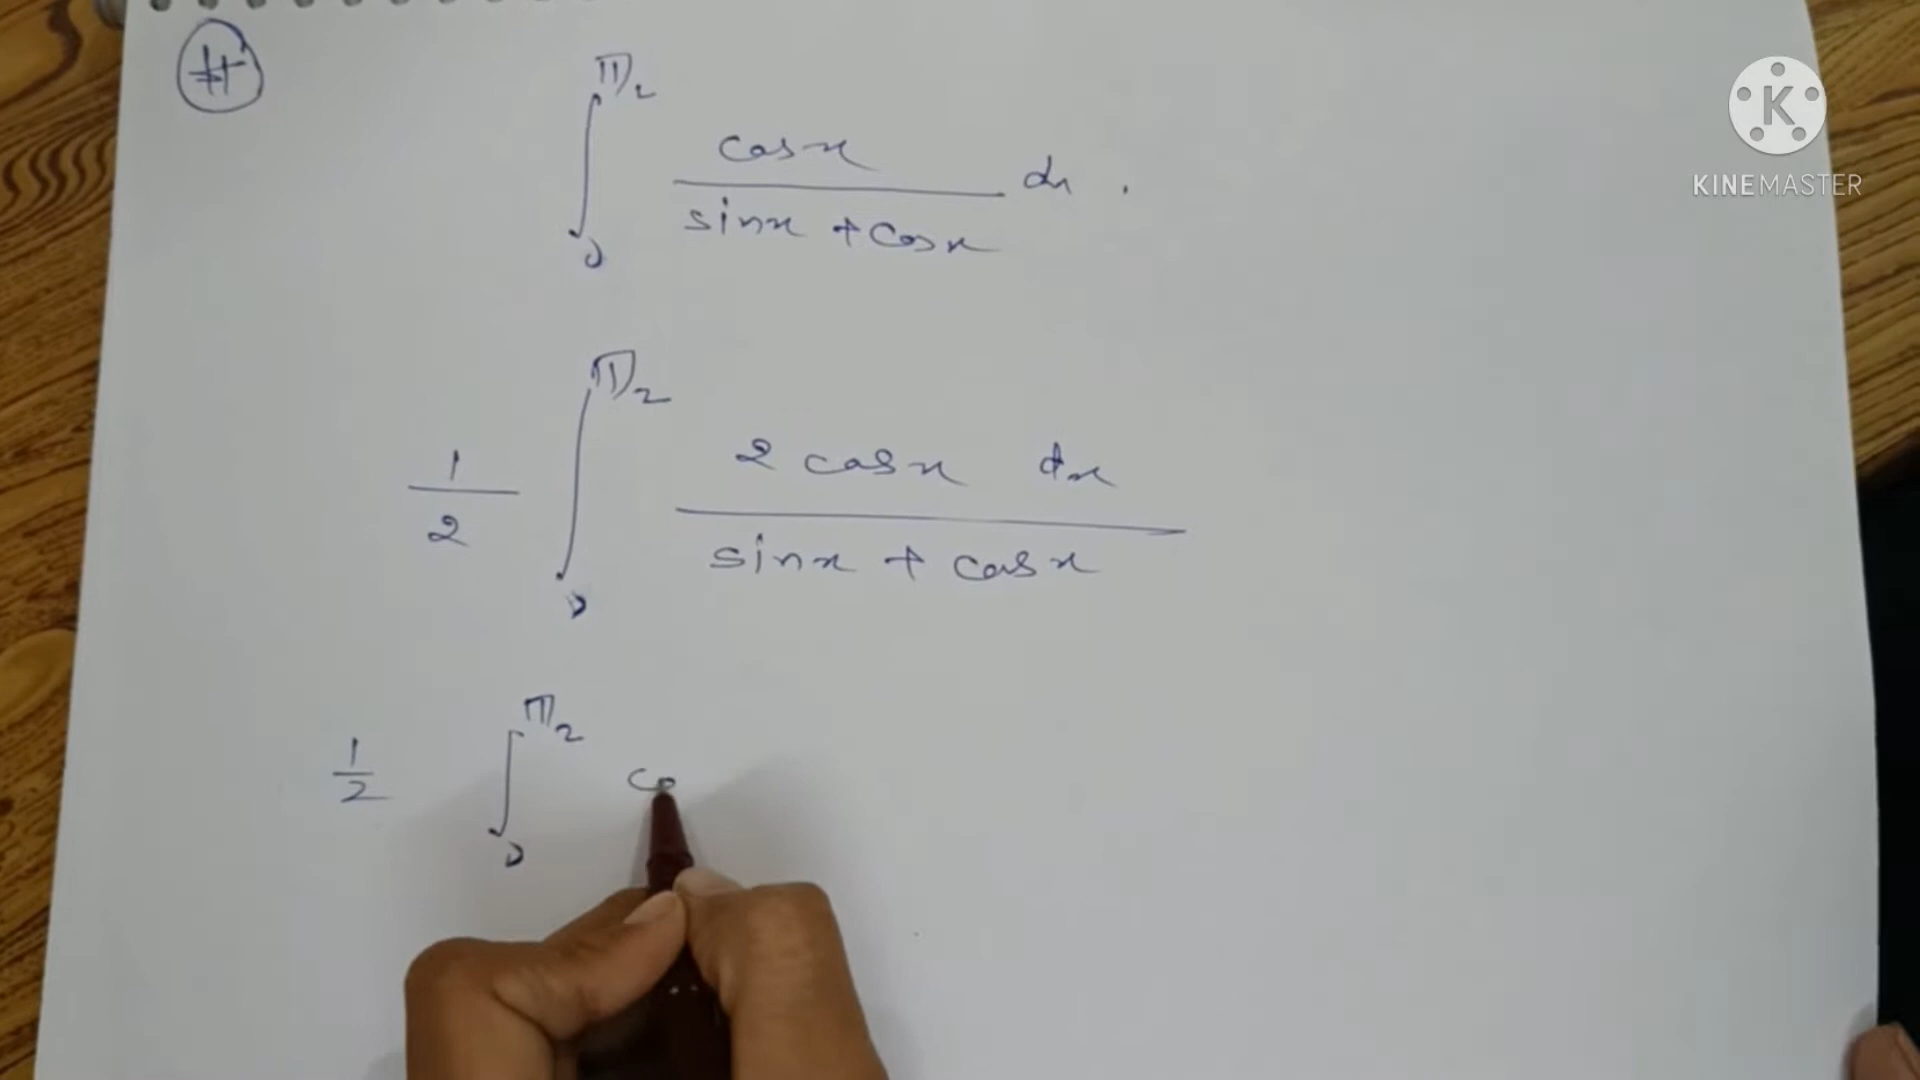 #
∫₀^π/2 cosx / sinx + cosx dx .
KINEMASTER
1/2 ∫₀^π/2 2 cosx dx / sinx + cosx
1/2 ∫₀^π/2 co